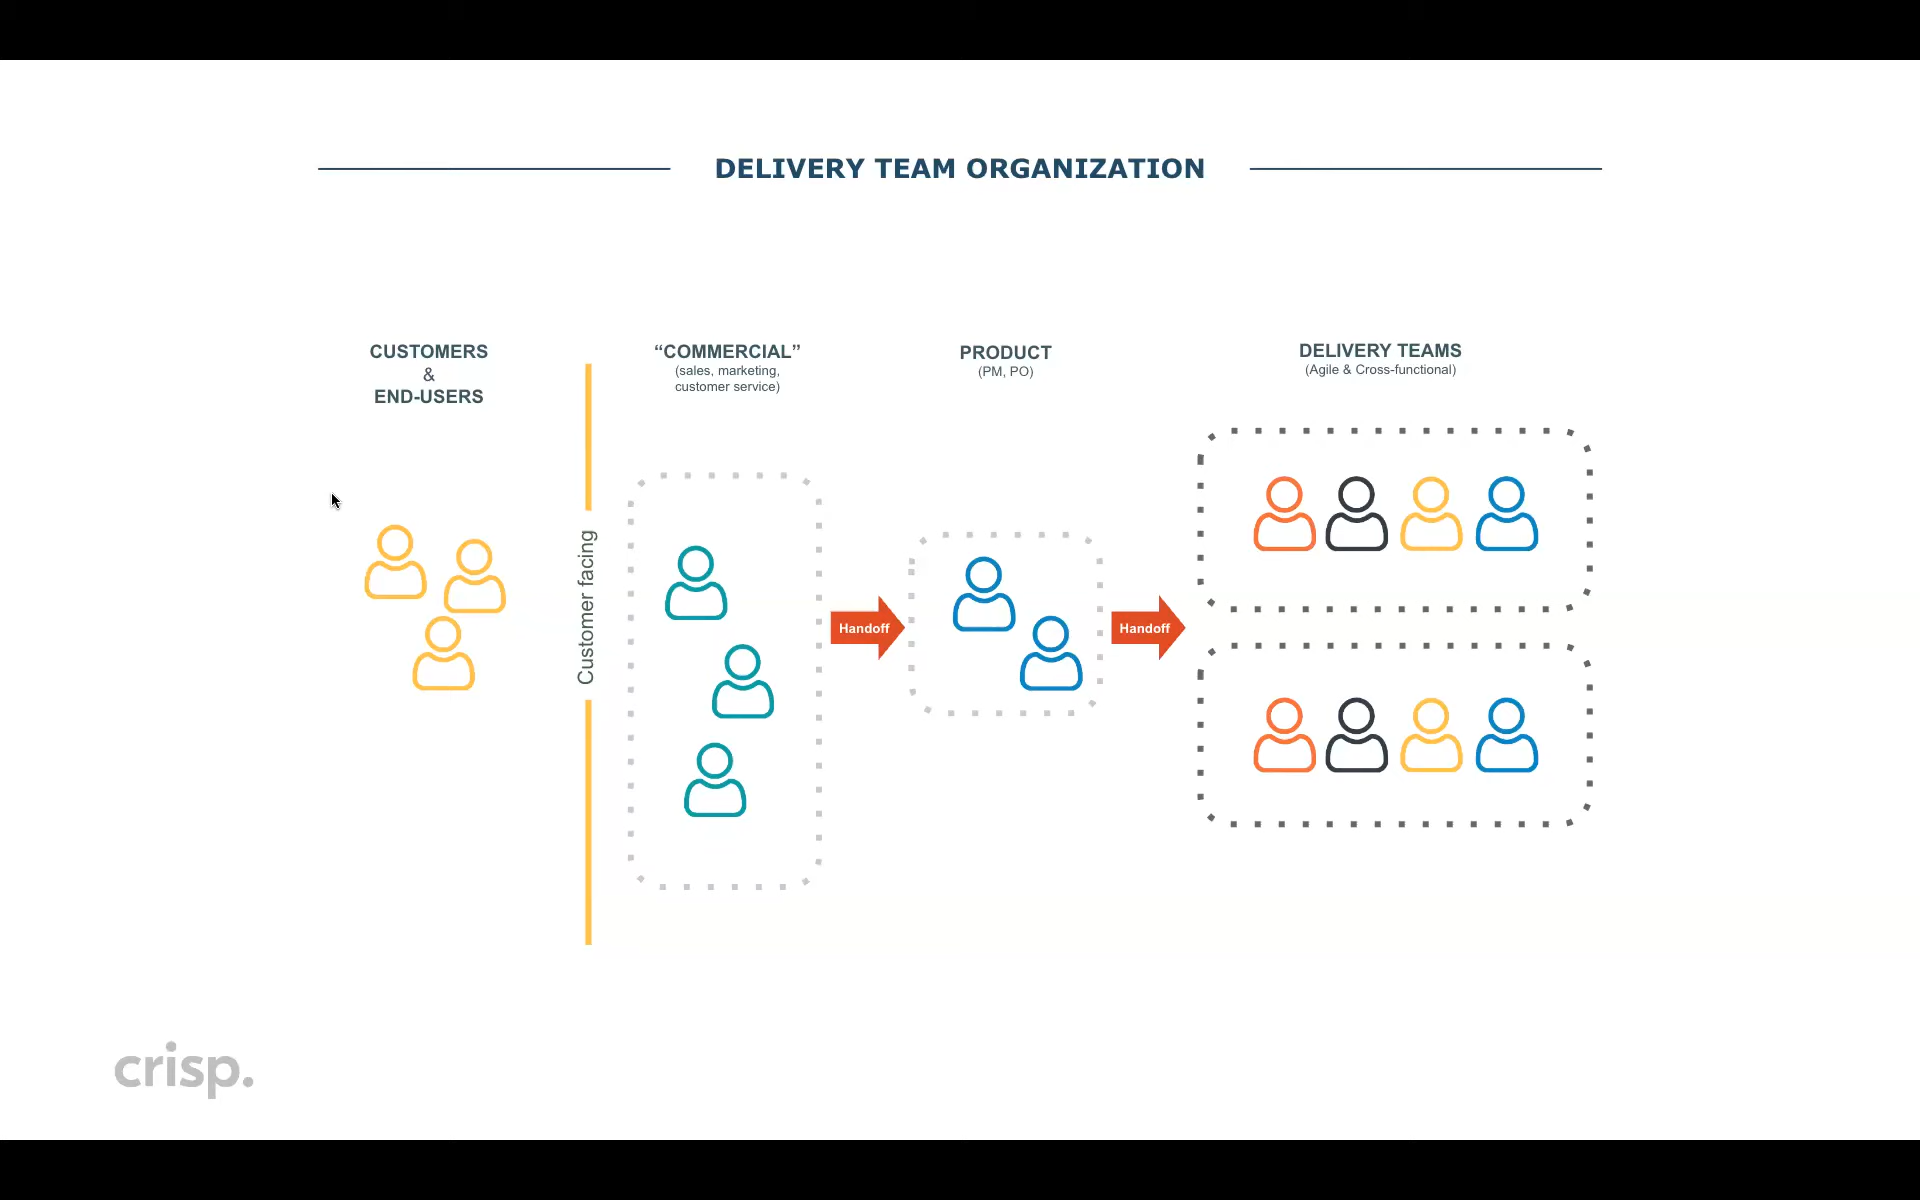 DELIVERY TEAM ORGANIZATION
CUSTOMERS
&
END-USERS
Customer facing
“COMMERCIAL”
(sales, marketing,
customer service)
Handoff
PRODUCT
(PM, PO)
Handoff
DELIVERY TEAMS
(Agile & Cross-functional)
crisp.